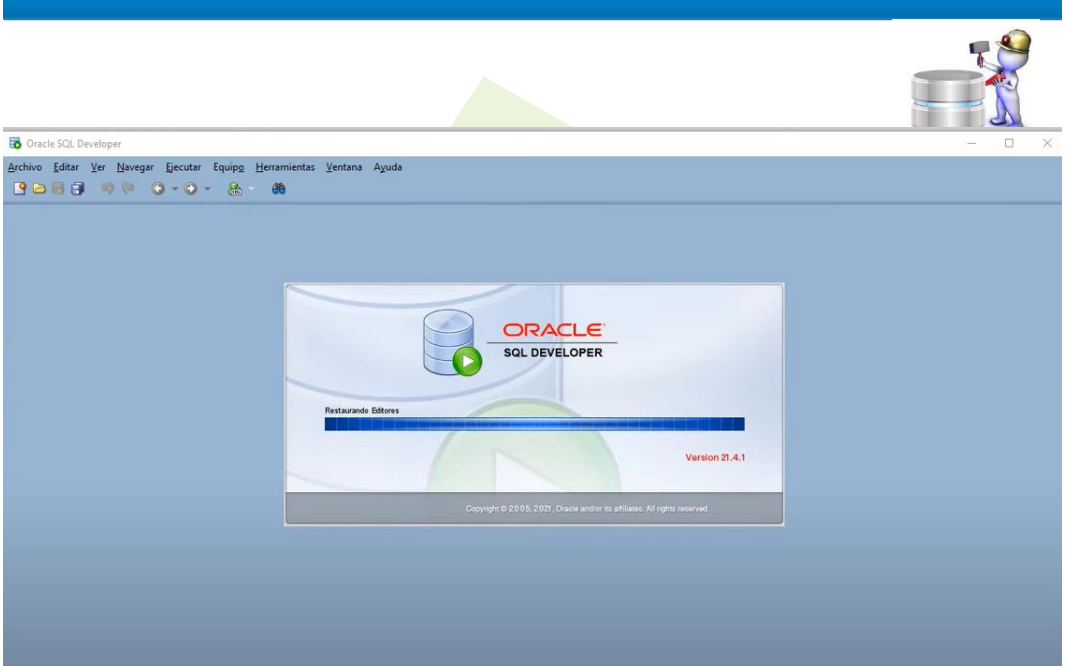 Oracle SQL Developer
Archivo Editar Ver Navegar Ejecutar Equipo Herramientas Ventana Ayuda
ORACLE
SQL DEVELOPER
Restaurando Editores
Version 21.4.1
Copyright © 2005, 2021, Oracle and/or its affiliates. All rights reserved.